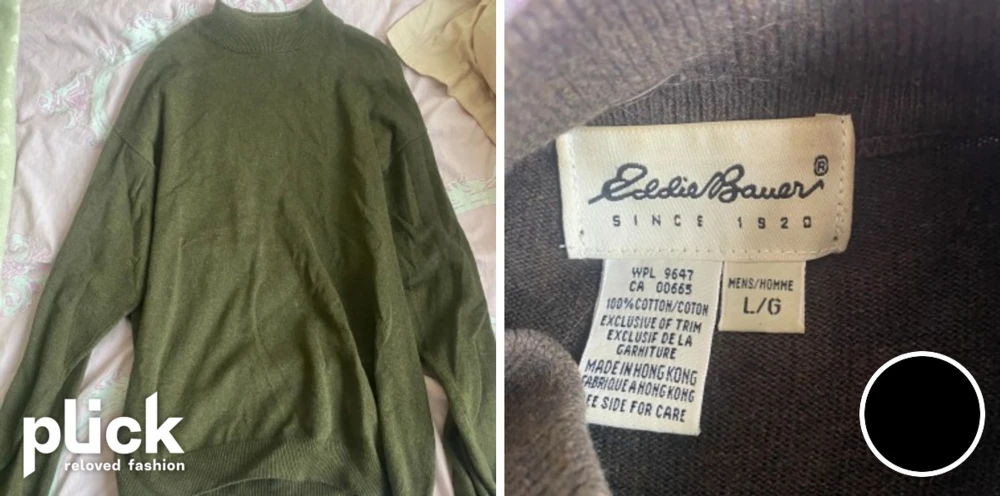 plick
reloved fashion
Eddie Bauer®
SINCE 1920
WPL 9647
CA 00665
100%COTTON/COTON
EXCLUSIVE OF TRIM
EXCLUSIF DE LA
GARNITURE
MADE IN HONG KONG
FABRIQUE A HONG KONG
EE SIDE FOR CARE
MENS/HOMME
L/G